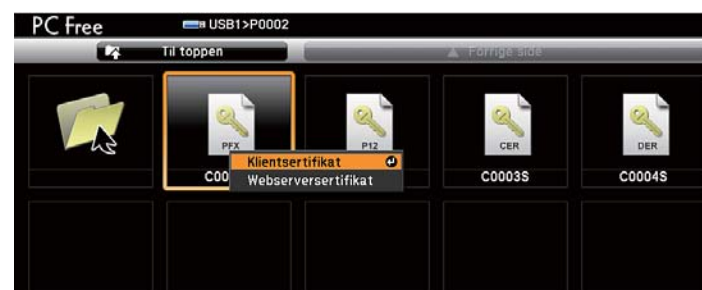 PC Free
USB1>P0002
Til toppen
Forrige side
PFX
P12
CER
DER
Klientsertifikat
Webserversertifikat
C0003S
C0004S